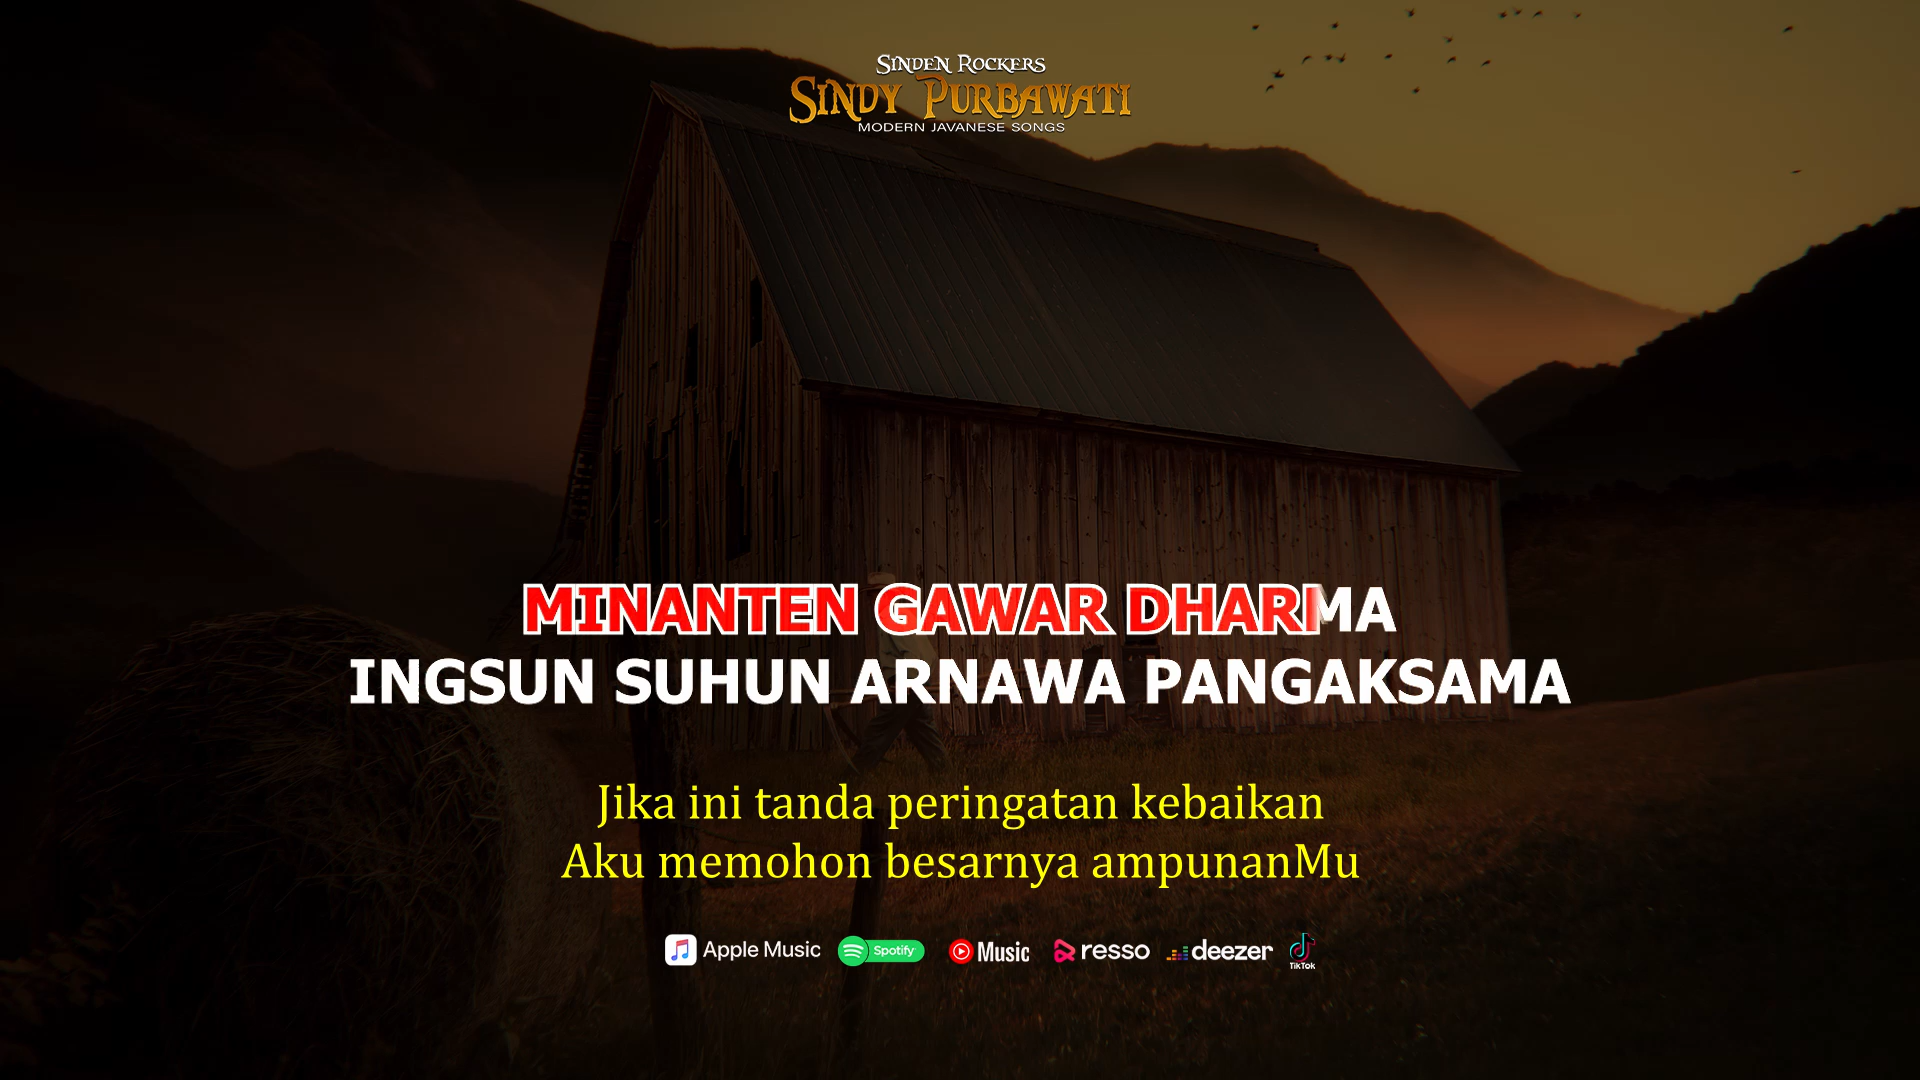 SINDEN ROCKERS
SINDY PURBAWATI
MODERN JAVANESE SONGS
MINANTEN GAWAR DHARMA
INGSUN SUHUN ARNAWA PANGAKSAMA
Jika ini tanda peringatan kebaikan
Aku memohon besarnya ampunanMu
Apple Music Spotify Music resso deezer TikTok